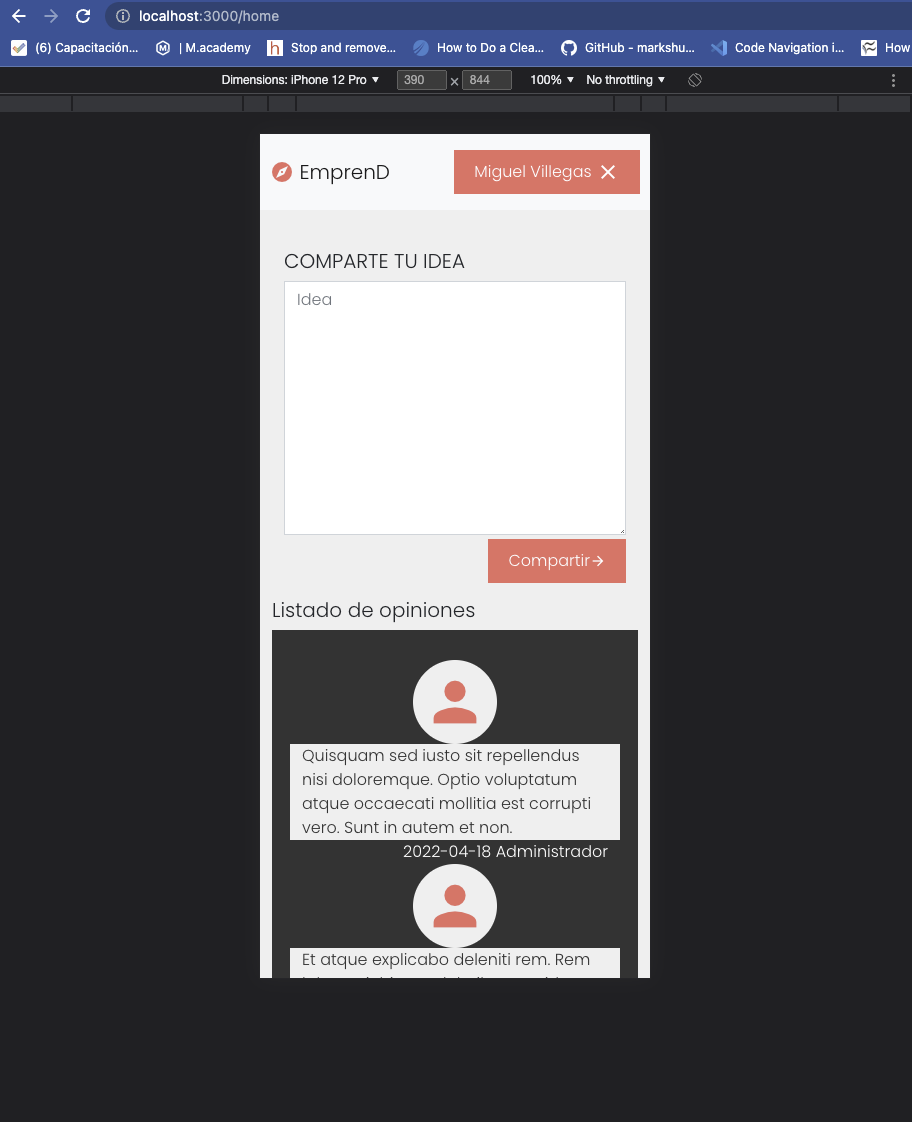 localhost:3000/home
(6) Capacitación... | M.academy Stop and remove... How to Do a Clea... GitHub - markshu... Code Navigation i... How
Dimensions: iPhone 12 Pro 390 × 844 100% No throttling
EmprenD Miguel Villegas
COMPARTE TU IDEA
Idea
Compartir
Listado de opiniones
Quisquam sed iusto sit repellendus
nisi doloremque. Optio voluptatum
atque occaecati mollitia est corrupti
vero. Sunt in autem et non.
2022-04-18 Administrador
Et atque explicabo deleniti rem. Rem